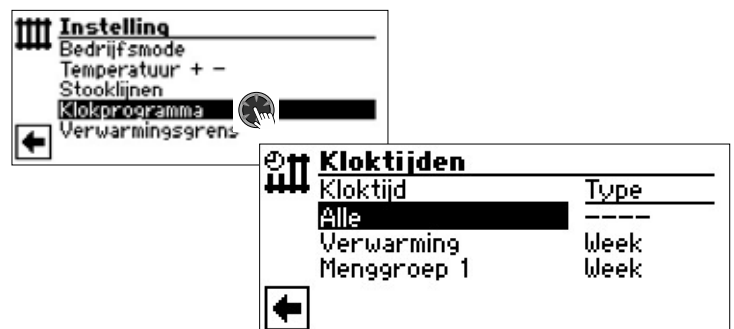 Instelling
Bedrijfsmode
Temperatuur + -
Stooklijnen
Klokprogramma
Verwarmingsgrens
Kloktijden
Kloktijd Type
Alle ----
Verwarming Week
Menggroep 1 Week